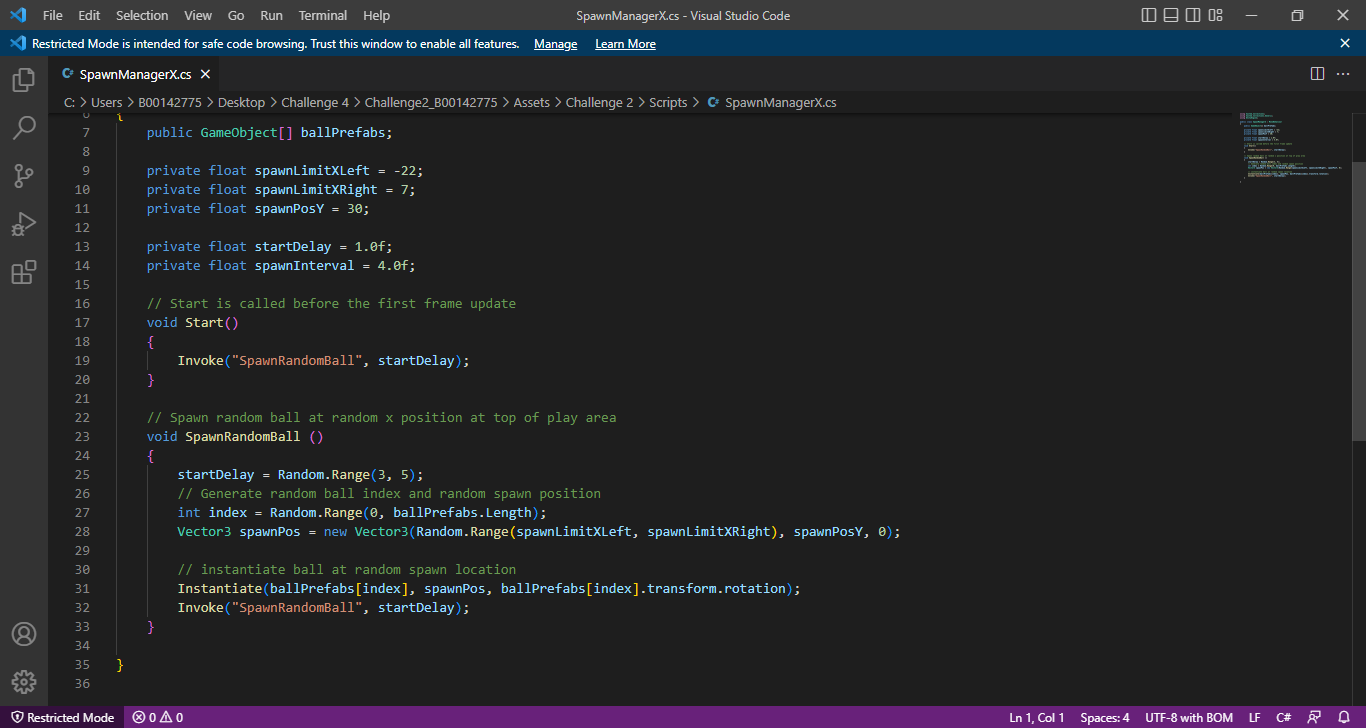 File Edit Selection View Go Run Terminal Help SpawnManagerX.cs - Visual Studio Code
Restricted Mode is intended for safe code browsing. Trust this window to enable all features. Manage Learn More
C# SpawnManagerX.cs
C: > Users > B00142775 > Desktop > Challenge 4 > Challenge2_B00142775 > Assets > Challenge 2 > Scripts > C# SpawnManagerX.cs
6 {
7 public GameObject[] ballPrefabs;
8
9 private float spawnLimitXLeft = -22;
10 private float spawnLimitXRight = 7;
11 private float spawnPosY = 30;
12
13 private float startDelay = 1.0f;
14 private float spawnInterval = 4.0f;
15
16 // Start is called before the first frame update
17 void Start()
18 {
19 Invoke("SpawnRandomBall", startDelay);
20 }
21
22 // Spawn random ball at random x position at top of play area
23 void SpawnRandomBall ()
24 {
25 startDelay = Random.Range(3, 5);
26 // Generate random ball index and random spawn position
27 int index = Random.Range(0, ballPrefabs.Length);
28 Vector3 spawnPos = new Vector3(Random.Range(spawnLimitXLeft, spawnLimitXRight), spawnPosY, 0);
29
30 // instantiate ball at random spawn location
31 Instantiate(ballPrefabs[index], spawnPos, ballPrefabs[index].transform.rotation);
32 Invoke("SpawnRandomBall", startDelay);
33 }
34
35 }
36
Restricted Mode 0 0 Ln 1, Col 1 Spaces: 4 UTF-8 with BOM LF C#